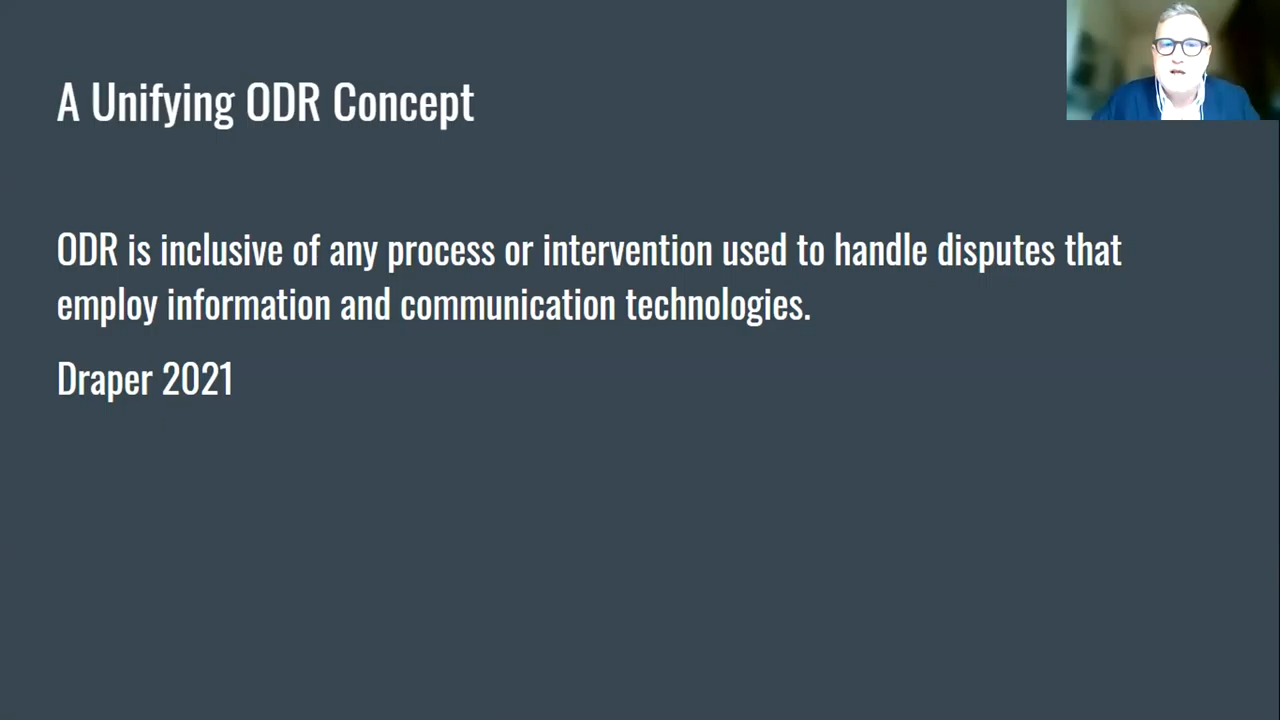 A Unifying ODR Concept
ODR is inclusive of any process or intervention used to handle disputes that
employ information and communication technologies.
Draper 2021